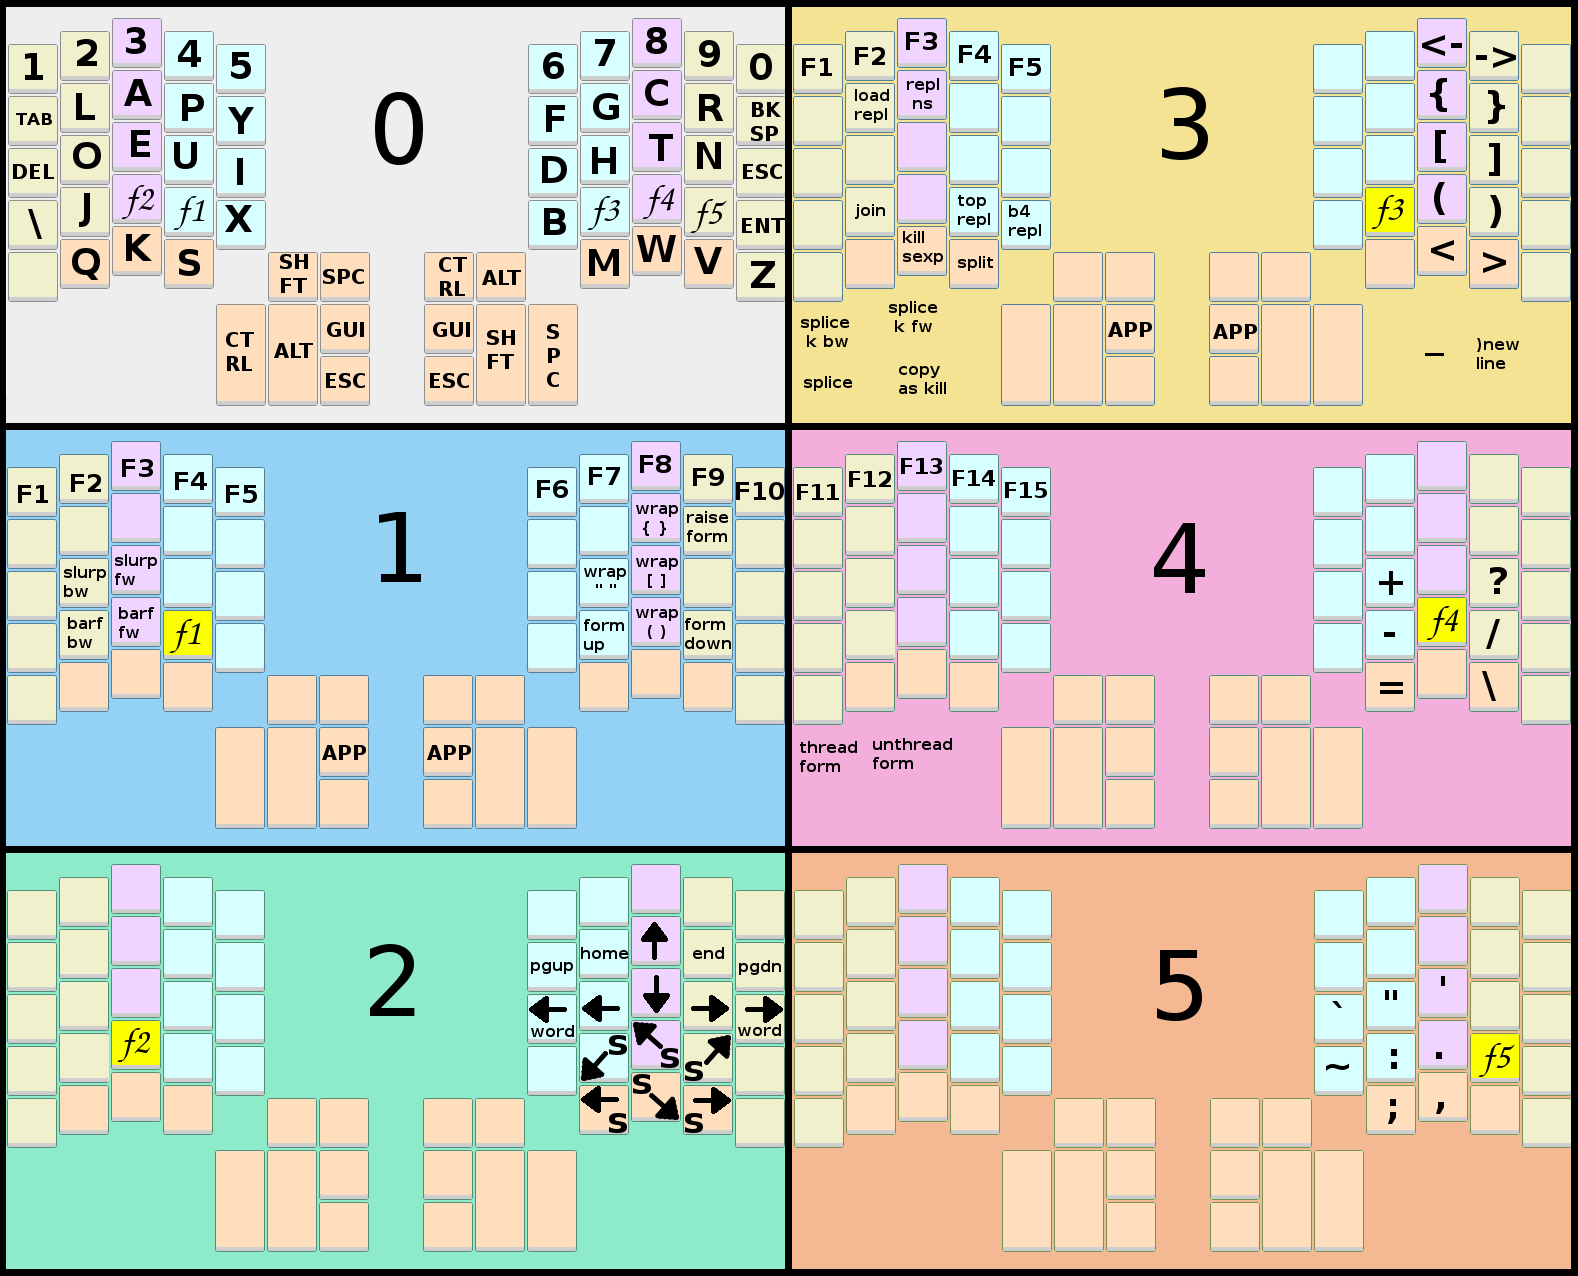 1 2 3 4 5
TAB L A P Y
DEL O E U I
\ J f2 f1 X
Q K S
0
6 7 8 9 0
F G C R BK
SP
D H T N ESC
B f3 f4 f5 ENT
M W V Z
SH
FT
SPC
CT
RL
ALT
GUI
ESC
CT
RL
ALT
GUI
SH
FT
S
P
C
ESC
F1 F2 F3 F4 F5
load
repl
repl
ns
join
top
repl
b4
repl
kill
sexp
split
3
<- ->
{ }
[ ]
f3 ( )
< >
splice
k bw
splice
k fw
splice
copy
as kill
APP APP
–
)new
line
F1 F2 F3 F4 F5
slurp
bw
slurp
fw
barf
bw
barf
fw
f1
1
F6 F7 F8 F9 F10
wrap
{ }
raise
form
wrap
" "
wrap
[ ]
form
up
wrap
( )
form
down
APP APP
F11 F12 F13 F14 F15
4
+ ?
- f4 /
= \
thread
form
unthread
form
f2
2
pgup home end pgdn
word word
s s s
s s s
f2
5
` " '
~ : . f5
; ,